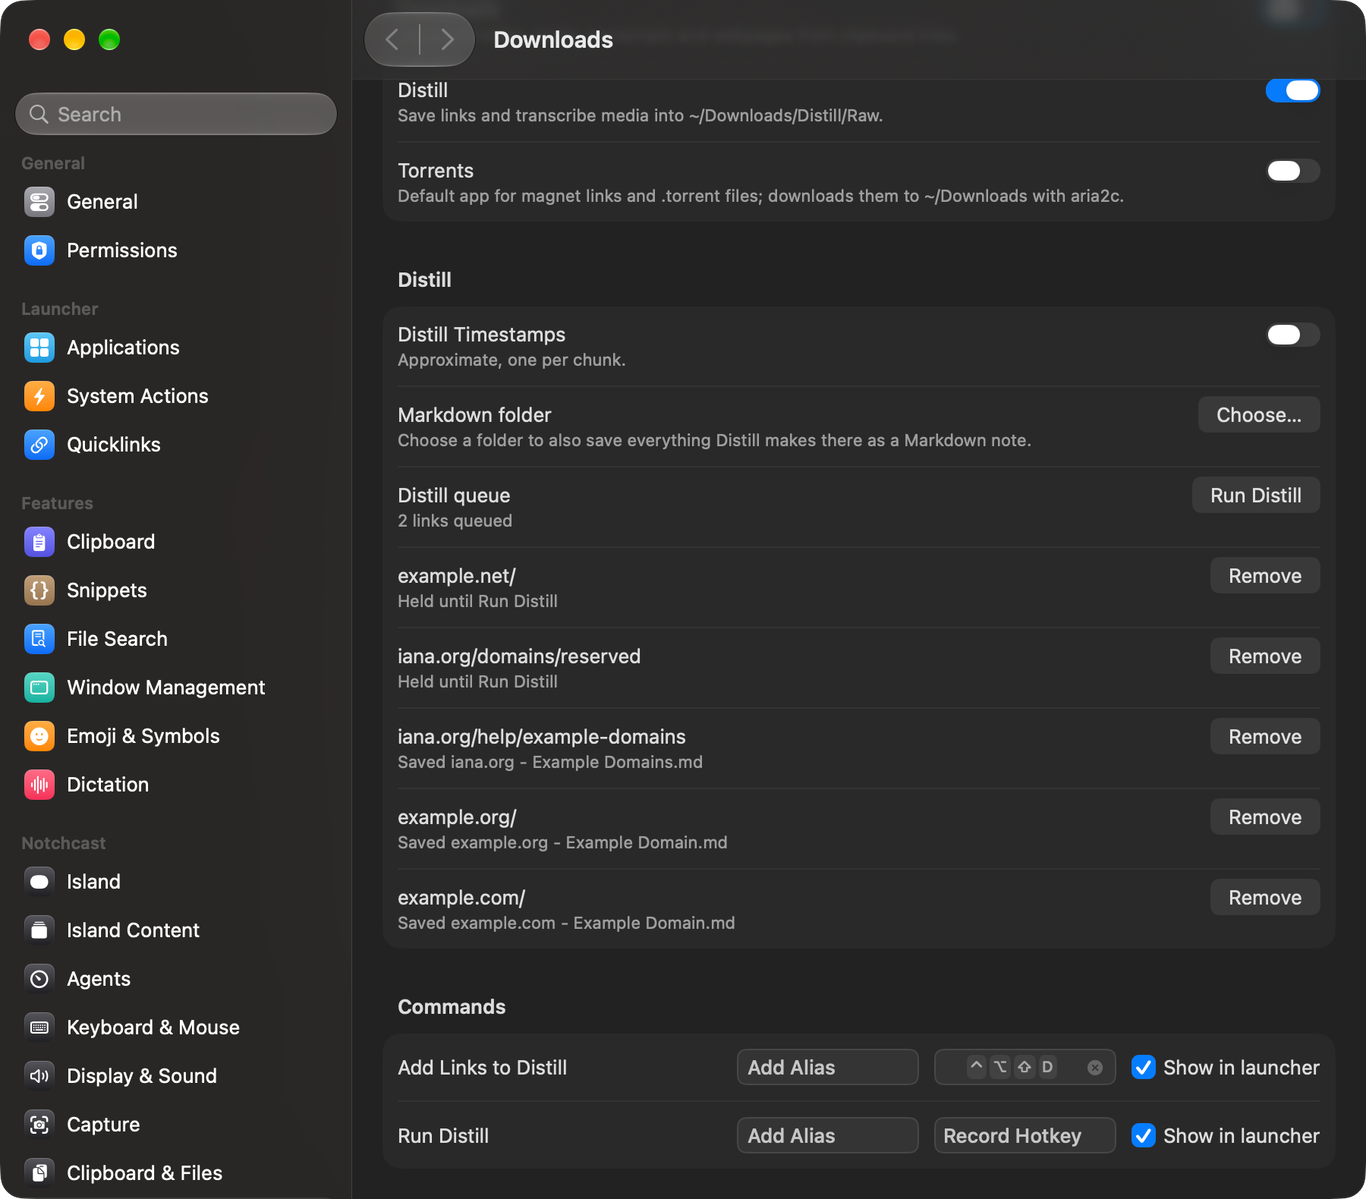 Downloads
Search
General
General
Permissions
Launcher
Applications
System Actions
Quicklinks
Features
Clipboard
Snippets
File Search
Window Management
Emoji & Symbols
Dictation
Notchcast
Island
Island Content
Agents
Keyboard & Mouse
Display & Sound
Capture
Clipboard & Files
Distill
Save links and transcribe media into ~/Downloads/Distill/Raw.
Torrents
Default app for magnet links and .torrent files; downloads them to ~/Downloads with aria2c.
Distill
Distill Timestamps
Approximate, one per chunk.
Markdown folder
Choose a folder to also save everything Distill makes there as a Markdown note.
Choose...
Distill queue
2 links queued
Run Distill
example.net/
Held until Run Distill
Remove
iana.org/domains/reserved
Held until Run Distill
Remove
iana.org/help/example-domains
Saved iana.org - Example Domains.md
Remove
example.org/
Saved example.org - Example Domain.md
Remove
example.com/
Saved example.com - Example Domain.md
Remove
Commands
Add Links to Distill Add Alias ^ ⌥ ⇧ D Show in launcher
Run Distill Add Alias Record Hotkey Show in launcher